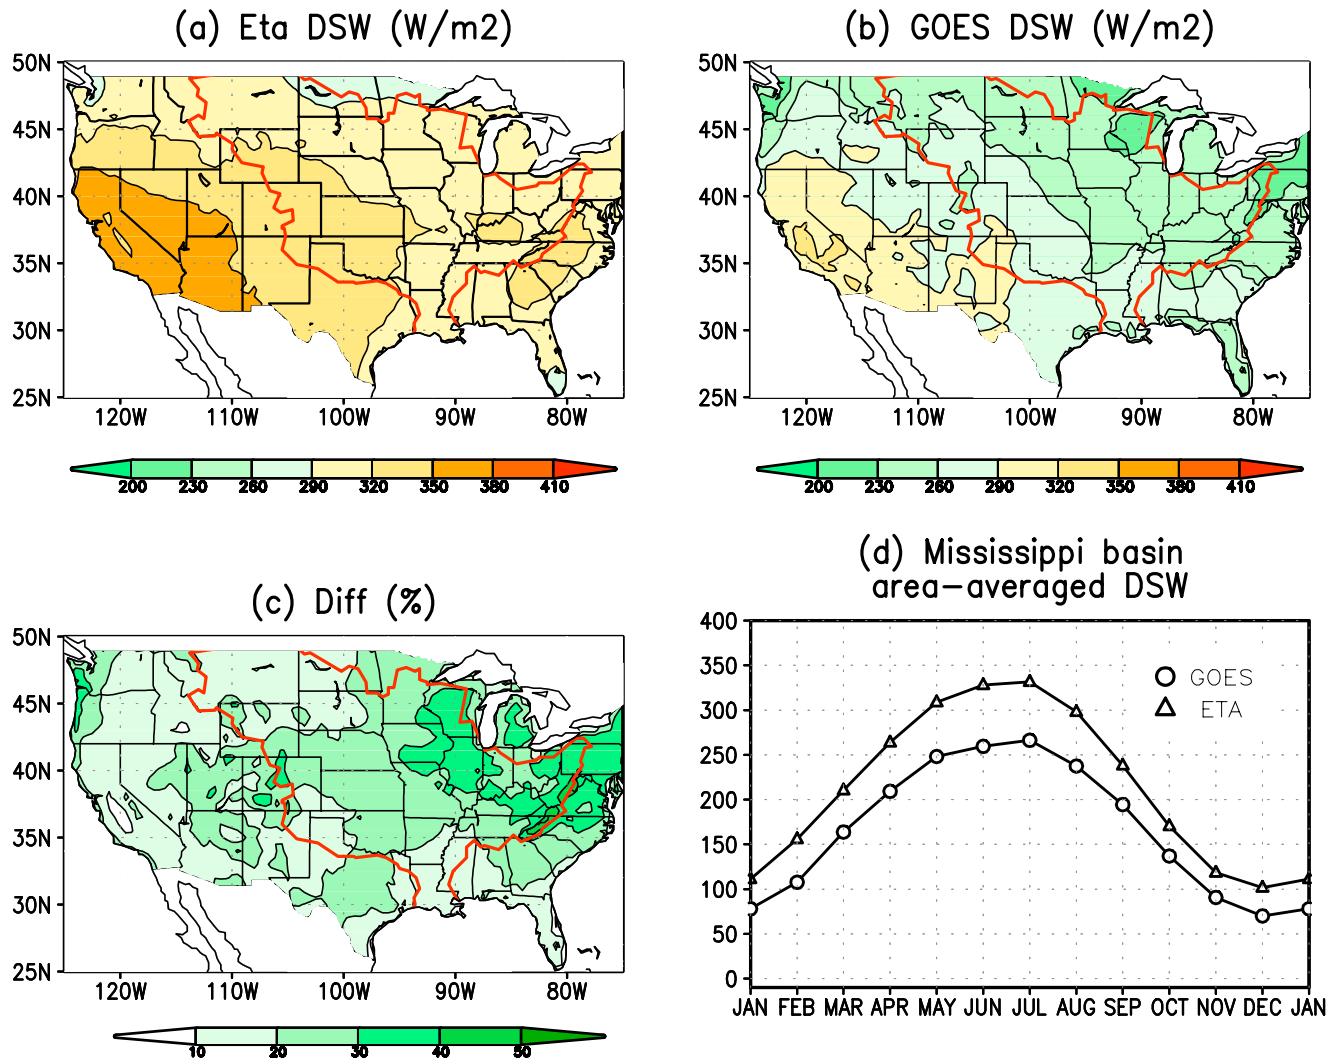 (a) Eta DSW (W/m2)
50N
45N
40N
35N
30N
25N
120W 110W 100W 90W 80W
200 230 260 290 320 350 380 410
(b) GOES DSW (W/m2)
50N
45N
40N
35N
30N
25N
120W 110W 100W 90W 80W
200 230 260 290 320 350 380 410
(c) Diff (%)
50N
45N
40N
35N
30N
25N
120W 110W 100W 90W 80W
10 20 30 40 50
(d) Mississippi basin
area-averaged DSW
400
350
300
250
200
150
100
50
0
GOES
ETA
JAN FEB MAR APR MAY JUN JUL AUG SEP OCT NOV DEC JAN